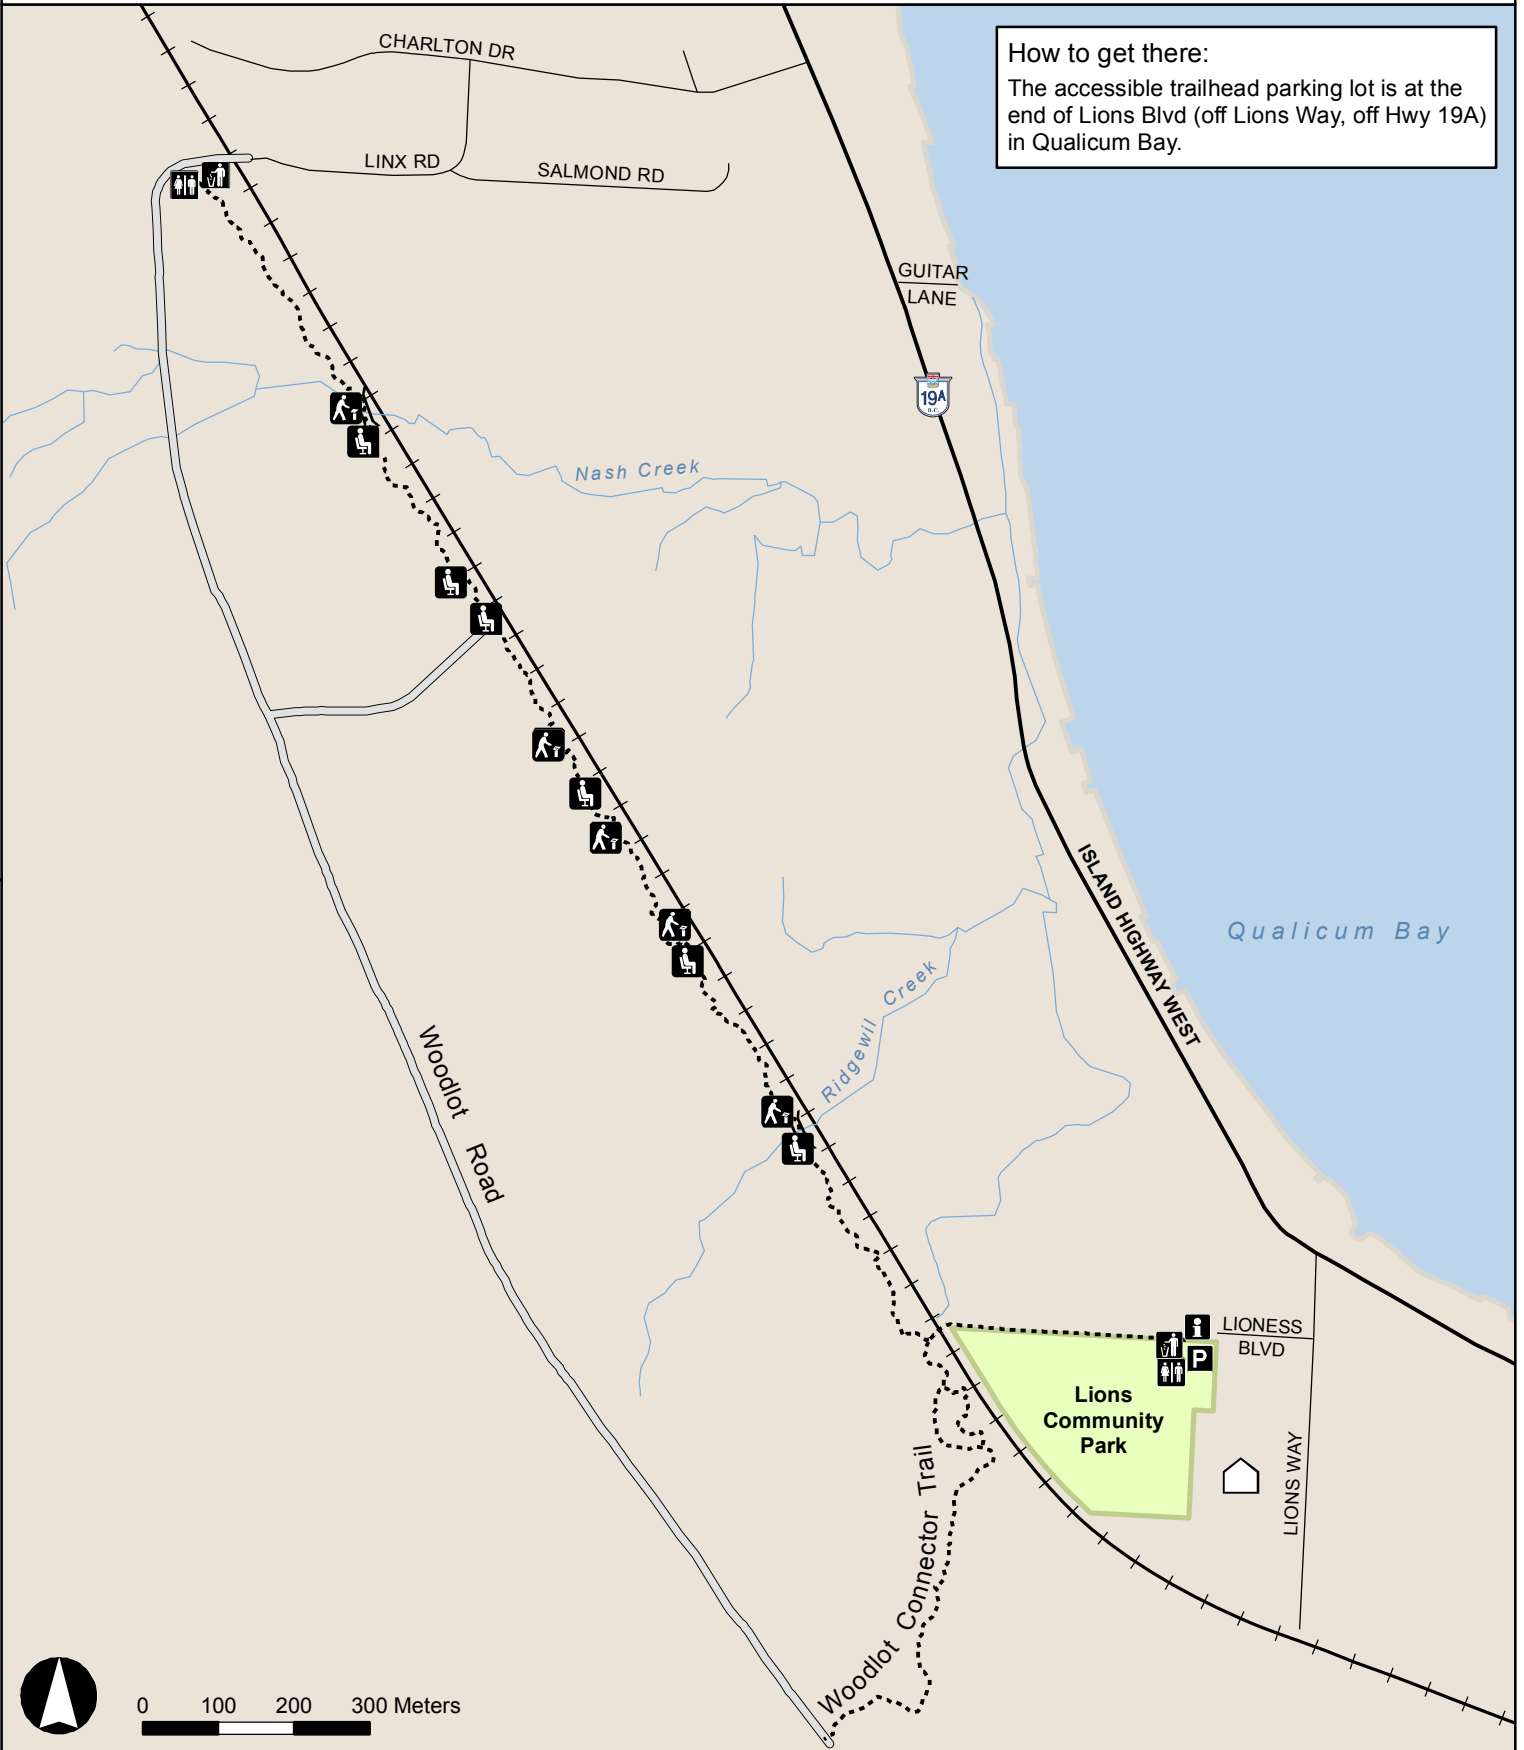 How to get there:
The accessible trailhead parking lot is at the
end of Lions Blvd (off Lions Way, off Hwy 19A)
in Qualicum Bay.
CHARLTON DR
LINX RD
SALMOND RD
GUITAR
LANE
19A
B.C.
Nash Creek
ISLAND HIGHWAY WEST
Qualicum Bay
Ridgewil Creek
Woodlot Road
LIONESS
BLVD
P
Lions
Community
Park
LIONS WAY
Woodlot Connector Trail
0 100 200 300 Meters